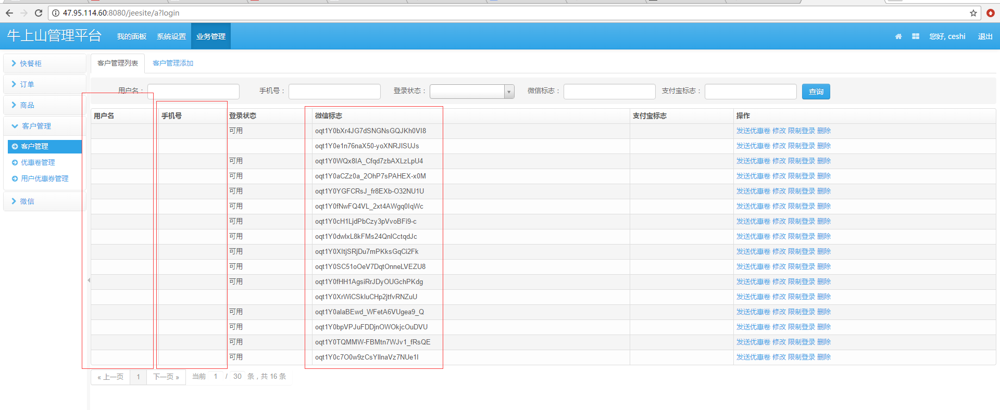 47.95.114.60:8080/jeesite/a?login
牛上山管理平台 我的面板 系统设置 业务管理 您好, ceshi 退出
快餐柜
订单
商品
客户管理
客户管理
优惠卷管理
用户优惠券管理
微信
客户管理列表 客户管理添加
用户名： 手机号： 登录状态： 微信标志： 支付宝标志： 查询
用户名 手机号 登录状态 微信标志 支付宝标志 操作
可用 oqt1Y0bXr4JG7dSNGNsGQJKh0VI8 发送优惠卷 修改 限制登录 删除
oqt1Y0e1n76naX50-yoXNRJISUJs 发送优惠卷 修改 限制登录 删除
可用 oqt1Y0WQx8IA_Cfqd7zbAXLzLpU4 发送优惠卷 修改 限制登录 删除
可用 oqt1Y0aCZz0a_2OhP7sPAHEX-x0M 发送优惠卷 修改 限制登录 删除
可用 oqt1Y0YGFCRsJ_fr8EXb-O32NU1U 发送优惠卷 修改 限制登录 删除
可用 oqt1Y0fNwFQ4VL_2xt4AWgq0IqWc 发送优惠卷 修改 限制登录 删除
可用 oqt1Y0cH1LjdPbCzy3pVvoBFi9-c 发送优惠卷 修改 限制登录 删除
可用 oqt1Y0dwlxL8kFMs24QnlCctqdJc 发送优惠卷 修改 限制登录 删除
可用 oqt1Y0XItjSRjDu7mPKksGqCi2Fk 发送优惠卷 修改 限制登录 删除
可用 oqt1Y0SC51oOeV7DqtOnneLVEZU8 发送优惠卷 修改 限制登录 删除
可用 oqt1Y0fHH1AgsiRrJDyOUGchPKdg 发送优惠卷 修改 限制登录 删除
oqt1Y0XrWiCSkluCHp2jtfvRNZuU 发送优惠卷 修改 限制登录 删除
可用 oqt1Y0alaBEwd_WFetA6VUgea9_Q 发送优惠卷 修改 限制登录 删除
可用 oqt1Y0bpVPJuFDDjnOWOkjcOuDVU 发送优惠卷 修改 限制登录 删除
可用 oqt1Y0TQMMW-FBMtn7WJv1_fRsQE 发送优惠卷 修改 限制登录 删除
可用 oqt1Y0c7O0w9zCsYIlnaVz7NUe1I 发送优惠卷 修改 限制登录 删除
« 上一页 1 下一页 » 当前 1 / 30 条，共 16 条